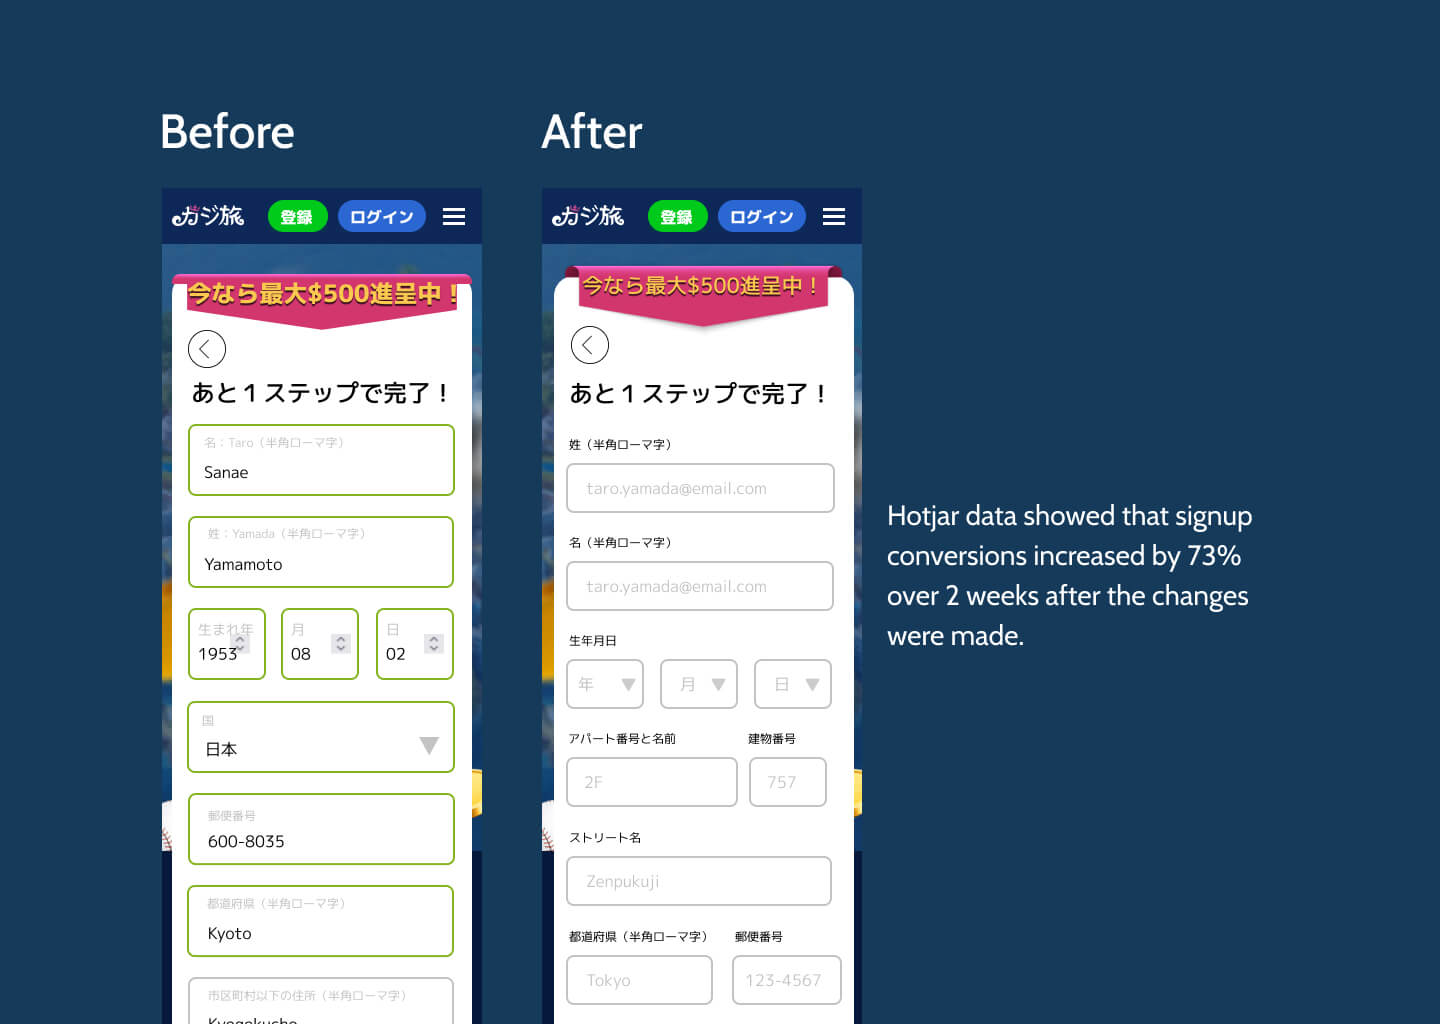 Before
カジ旅
登録
ログイン
今なら最大$500進呈中！
あと１ステップで完了！
名：Taro（半角ローマ字）
Sanae
姓：Yamada（半角ローマ字）
Yamamoto
生まれ年
1953
月
08
日
02
国
日本
郵便番号
600-8035
都道府県（半角ローマ字）
Kyoto
市区町村以下の住所（半角ローマ字）
After
カジ旅
登録
ログイン
今なら最大$500進呈中！
あと１ステップで完了！
姓（半角ローマ字）
taro.yamada@email.com
名（半角ローマ字）
taro.yamada@email.com
生年月日
年
月
日
アパート番号と名前
建物番号
2F
757
ストリート名
Zenpukuji
都道府県（半角ローマ字）
郵便番号
Tokyo
123-4567
Hotjar data showed that signup
conversions increased by 73%
over 2 weeks after the changes
were made.